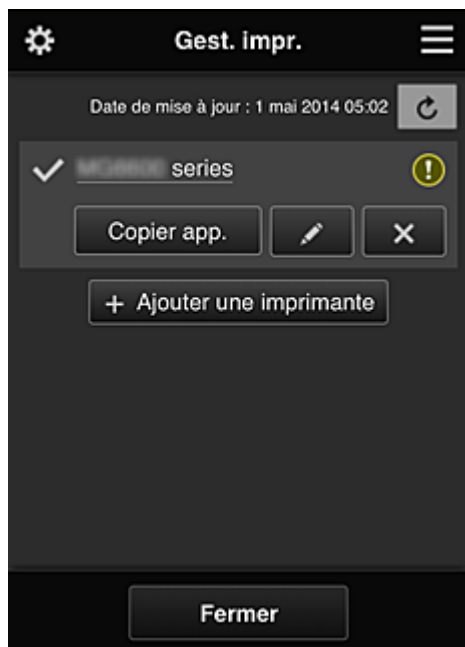 Gest. impr.
Date de mise à jour : 1 mai 2014 05:02
series
Copier app.
+ Ajouter une imprimante
Fermer